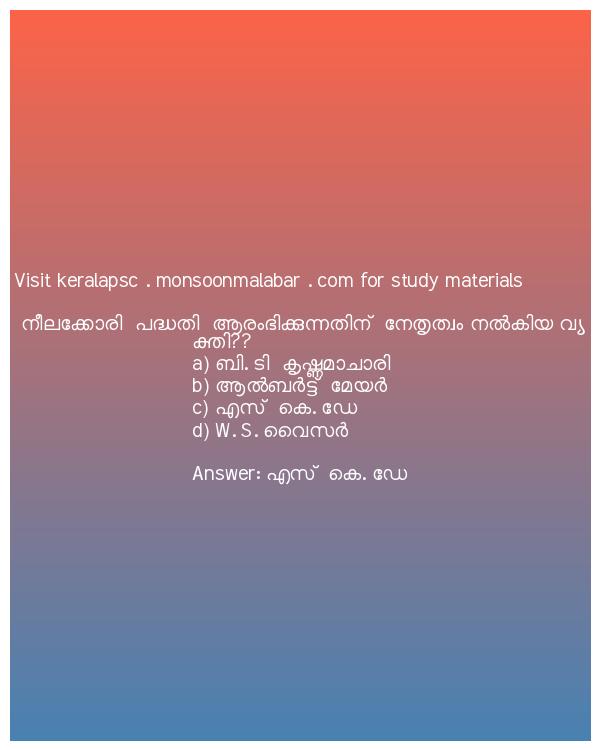 Visit keralapsc . monsoonmalabar . com for study materials
നീലക്കോരി പദ്ധതി ആരംഭിക്കുന്നതിന് നേതൃത്വം നൽകിയ വ്യ
ക്തി??
a) ബി. ടി കൃഷ്ണമാചാരി
b) ആൽബർട്ട് മേയർ
c) എസ് കെ. ഡേ
d) W. S. വൈസർ
Answer: എസ് കെ. ഡേ